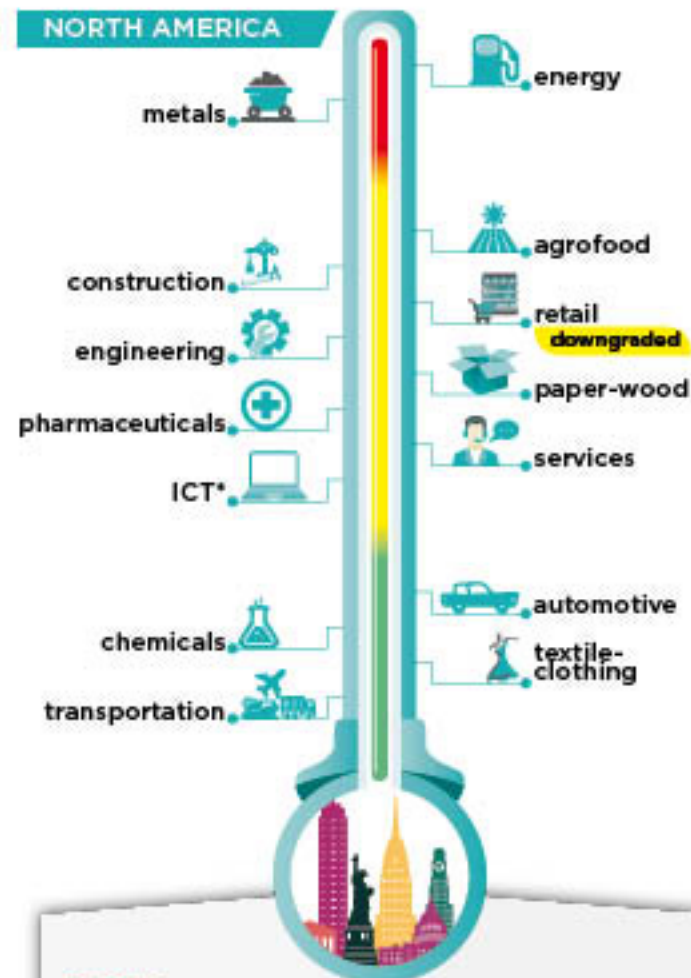 NORTH AMERICA
energy
metals
agrofood
construction
retail
downgraded
engineering
paper-wood
pharmaceuticals
services
ICT*
automotive
chemicals
textile-
clothing
transportation